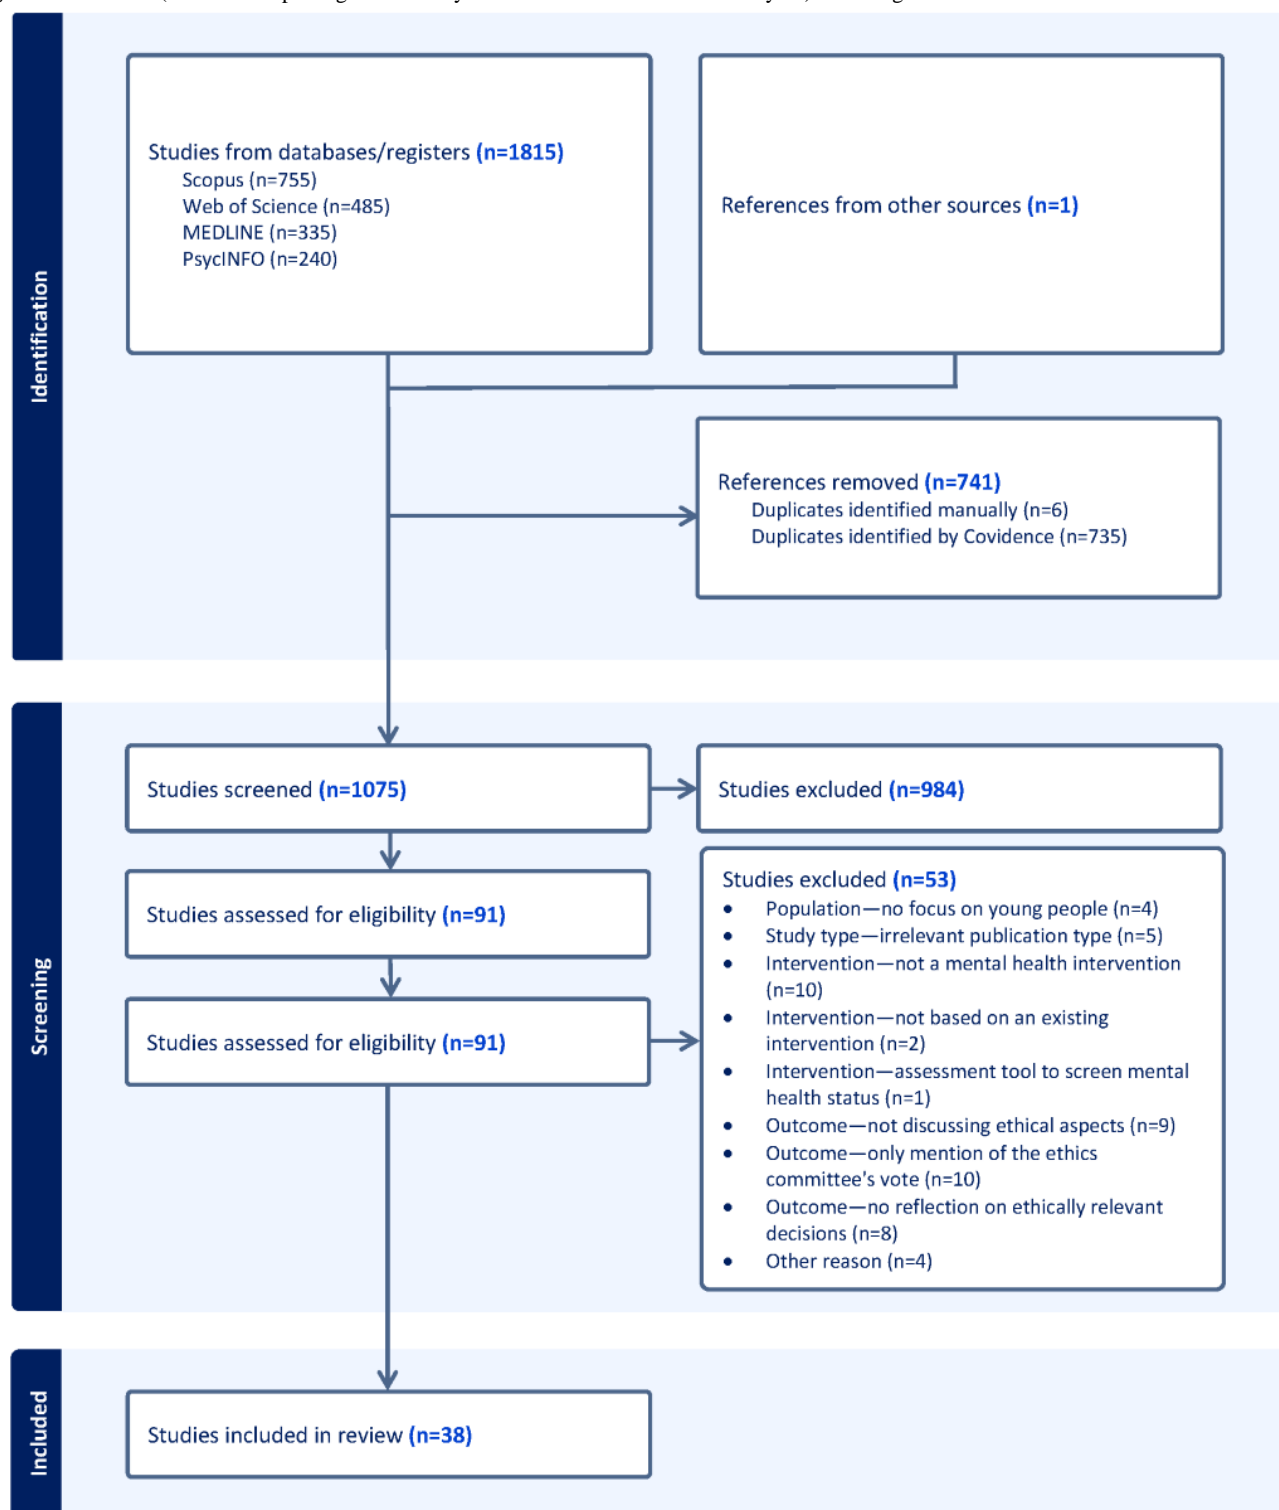 Identification
Studies from databases/registers (n=1815)
Scopus (n=755)
Web of Science (n=485)
MEDLINE (n=335)
PsycINFO (n=240)
References from other sources (n=1)
References removed (n=741)
Duplicates identified manually (n=6)
Duplicates identified by Covidence (n=735)
Screening
Studies screened (n=1075)
Studies excluded (n=984)
Studies assessed for eligibility (n=91)
Studies assessed for eligibility (n=91)
Studies excluded (n=53)
• Population—no focus on young people (n=4)
• Study type—irrelevant publication type (n=5)
• Intervention—not a mental health intervention
(n=10)
• Intervention—not based on an existing
intervention (n=2)
• Intervention—assessment tool to screen mental
health status (n=1)
• Outcome—not discussing ethical aspects (n=9)
• Outcome—only mention of the ethics
committee's vote (n=10)
• Outcome—no reflection on ethically relevant
decisions (n=8)
• Other reason (n=4)
Included
Studies included in review (n=38)